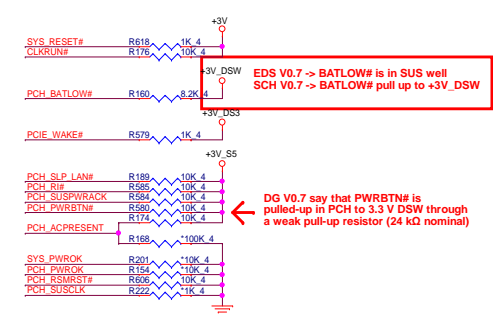 +3V
SYS_RESET# R618 1K_4
CLKRUN# R176 10K_4
+3V_DSW
EDS V0.7 -> BATLOW# is in SUS well
SCH V0.7 -> BATLOW# pull up to +3V_DSW
PCH_BATLOW# R160 8.2K_4
+3V_DS3
PCIE_WAKE# R579 1K_4
+3V_S5
PCH_SLP_LAN# R189 10K_4
PCH_RI# R585 10K_4
PCH_SUSPWRACK R584 10K_4
PCH_PWRBTN# R580 10K_4
R174 10K_4
DG V0.7 say that PWRBTN# is
pulled-up in PCH to 3.3 V DSW through
a weak pull-up resistor (24 kΩ nominal)
PCH_ACPRESENT
R168 *100K_4
SYS_PWROK R201 *10K_4
PCH_PWROK R154 *10K_4
PCH_RSMRST# R606 10K_4
PCH_SUSCLK R222 *1K_4